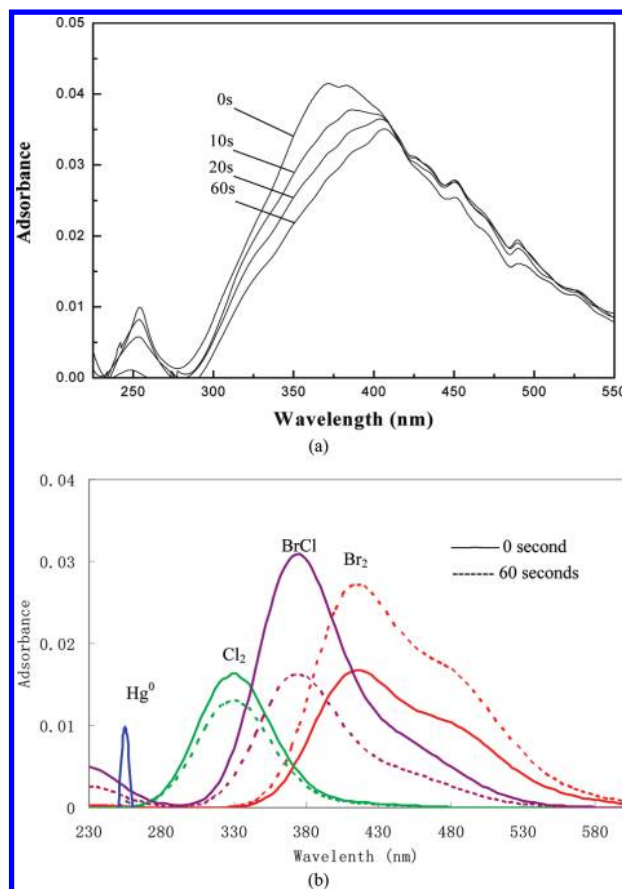 0.05
0.04
0.03
0.02
0.01
0.00
Adsorbance
0s
10s
20s
60s
250
300
350
400
450
500
550
Wavelength (nm)
(a)
0.04
0.03
0.02
0.01
0
Adsorbance
BrCl
Br2
Cl2
Hg0
0 second
60 seconds
230
330
380
430
480
580
Wavelenth (nm)
(b)